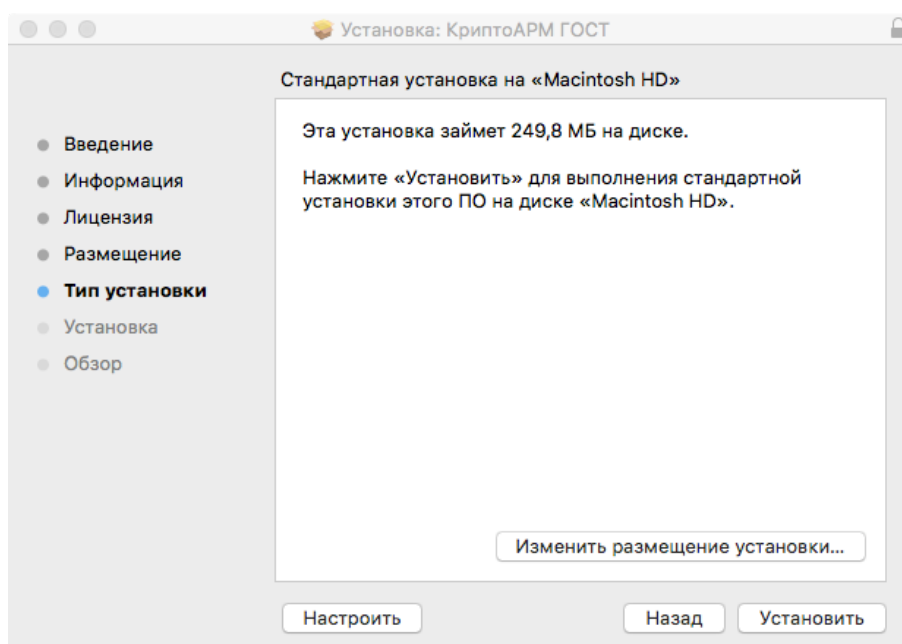 Установка: КриптоАРМ ГОСТ
Стандартная установка на «Macintosh HD»
Введение
Информация
Лицензия
Размещение
Тип установки
Установка
Обзор
Эта установка займет 249,8 МБ на диске.
Нажмите «Установить» для выполнения стандартной
установки этого ПО на диске «Macintosh HD».
Изменить размещение установки...
Настроить
Назад
Установить